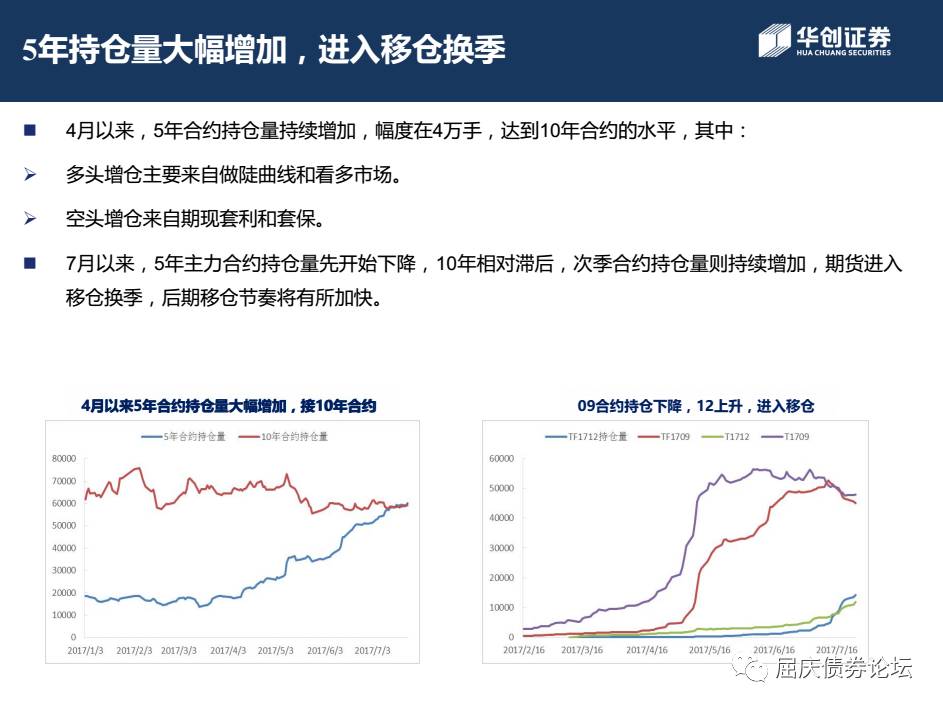 5年持仓量大幅增加，进入移仓换季
华创证券
HUA CHUANG SECURITIES
4月以来，5年合约持仓量持续增加，幅度在4万手，达到10年合约的水平，其中：
多头增仓主要来自做陡曲线和看多市场。
空头增仓来自期现套利和套保。
7月以来，5年主力合约持仓量先开始下降，10年相对滞后，次季合约持仓量则持续增加，期货进入
移仓换季，后期移仓节奏将有所加快。
4月以来5年合约持仓量大幅增加，接10年合约
5年合约持仓量 10年合约持仓量
80000
70000
60000
50000
40000
30000
20000
10000
0
2017/1/3 2017/2/3 2017/3/3 2017/4/3 2017/5/3 2017/6/3 2017/7/3
09合约持仓下降，12上升，进入移仓
TF1712持仓量 TF1709 T1712 T1709
60000
50000
40000
30000
20000
10000
0
2017/2/16 2017/3/16 2017/4/16 2017/5/16 2017/6/16 2017/7/16
屈庆债券论坛